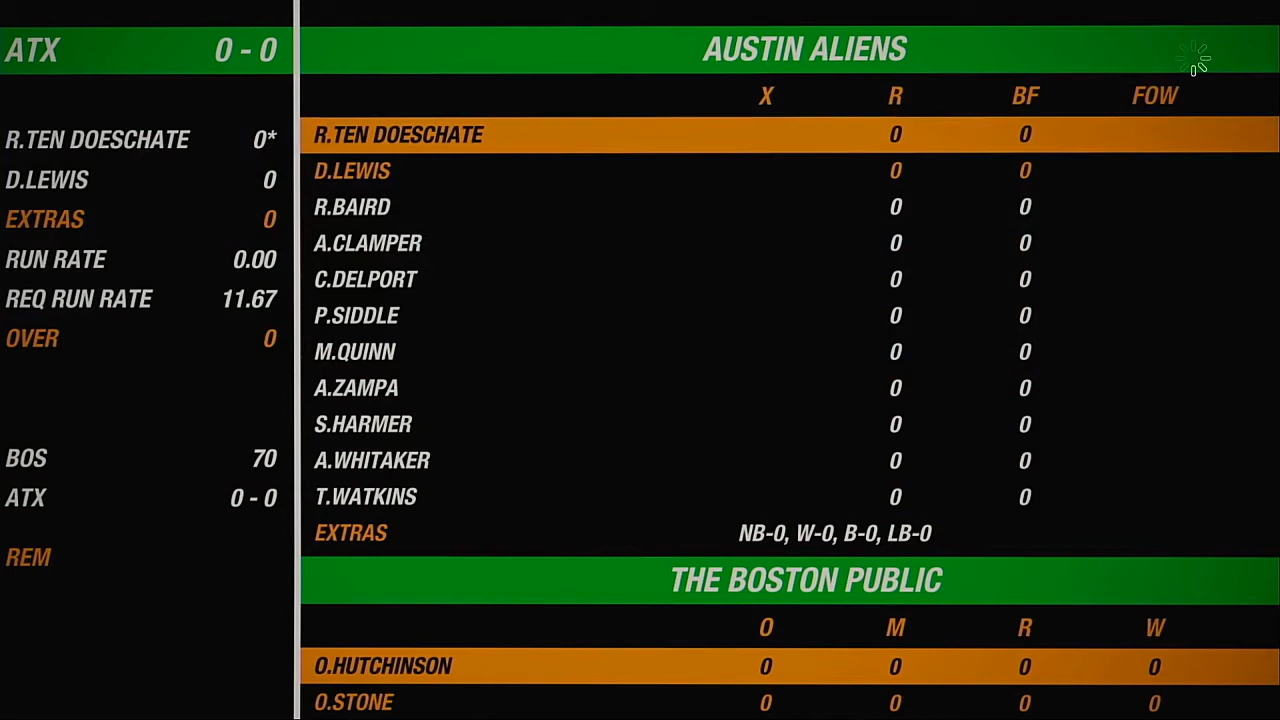 ATX 0 - 0
R.TEN DOESCHATE 0*
D.LEWIS 0
EXTRAS 0
RUN RATE 0.00
REQ RUN RATE 11.67
OVER 0
BOS 70
ATX 0 - 0
REM
AUSTIN ALIENS
X R BF FOW
R.TEN DOESCHATE 0 0
D.LEWIS 0 0
R.BAIRD 0 0
A.CLAMPER 0 0
C.DELPORT 0 0
P.SIDDLE 0 0
M.QUINN 0 0
A.ZAMPA 0 0
S.HARMER 0 0
A.WHITAKER 0 0
T.WATKINS 0 0
EXTRAS NB-0, W-0, B-0, LB-0
THE BOSTON PUBLIC
O M R W
O.HUTCHINSON 0 0 0 0
O.STONE 0 0 0 0